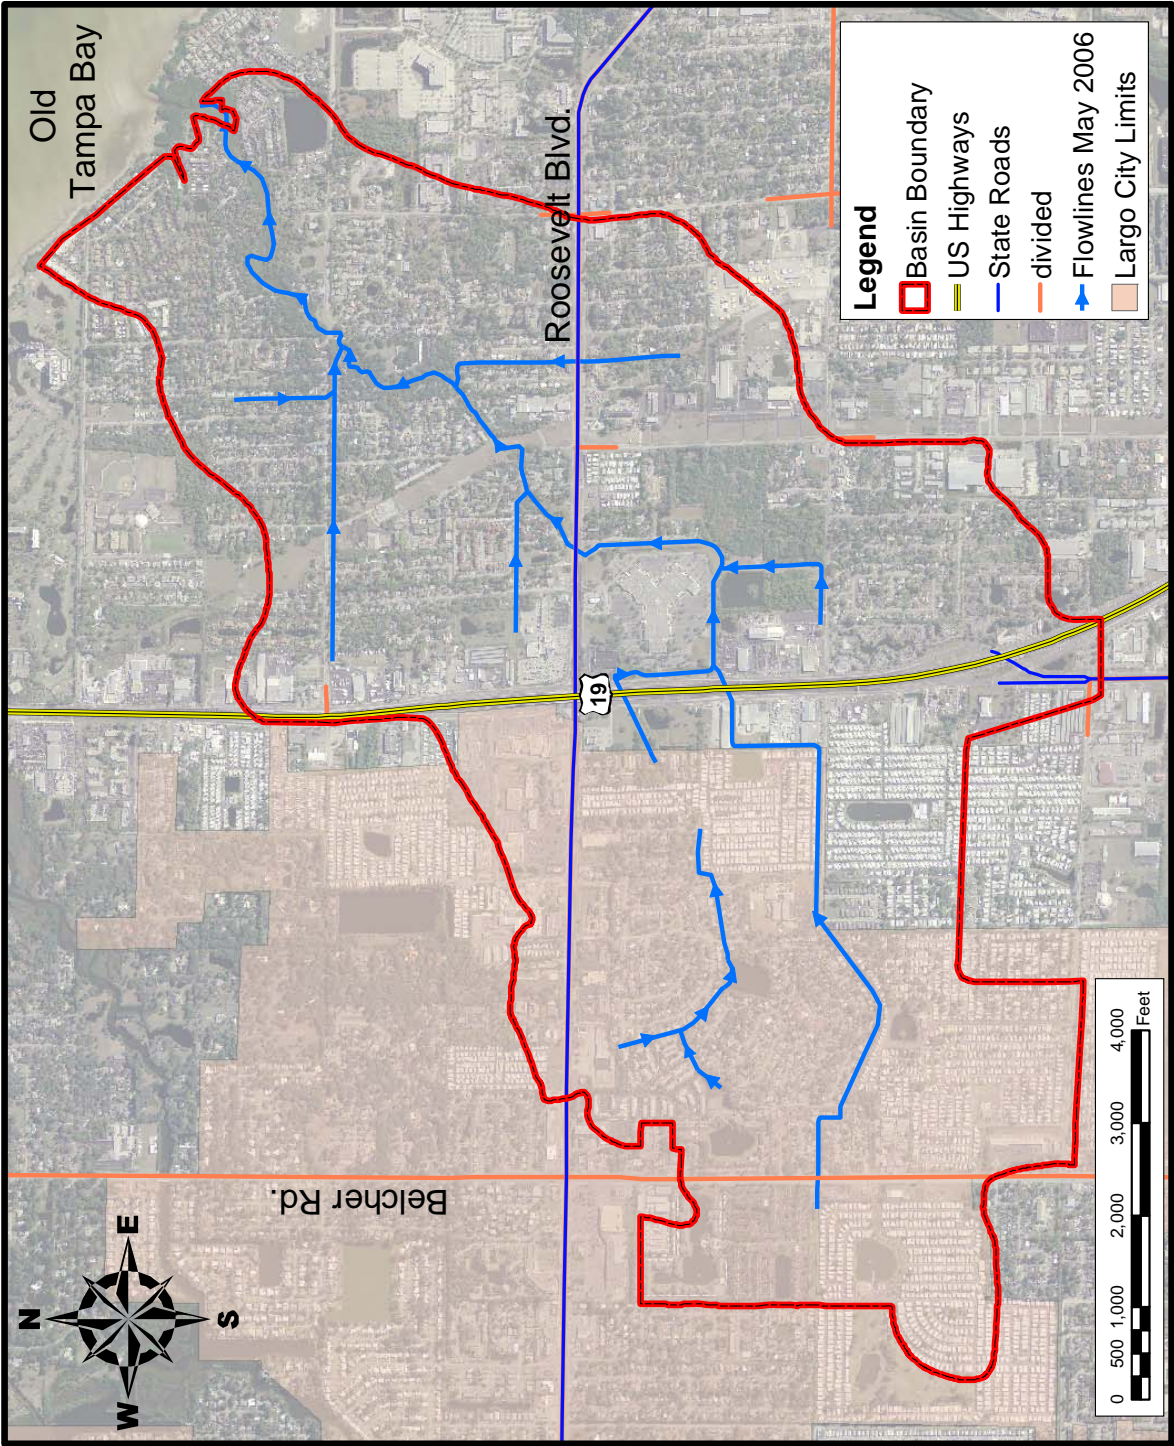 Old
Tampa Bay
Roosevelt Blvd.
19
Belcher Rd.
N
W
E
S
Legend
Basin Boundary
US Highways
State Roads
divided
Flowlines May 2006
Largo City Limits
0 500 1,000 2,000 3,000 4,000
Feet